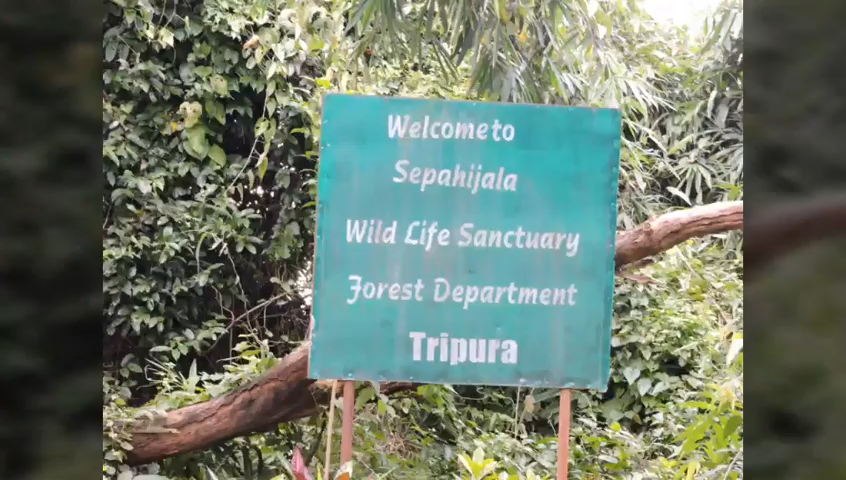 Welcome to
Sepahijala
Wild Life Sanctuary
Forest Department
Tripura